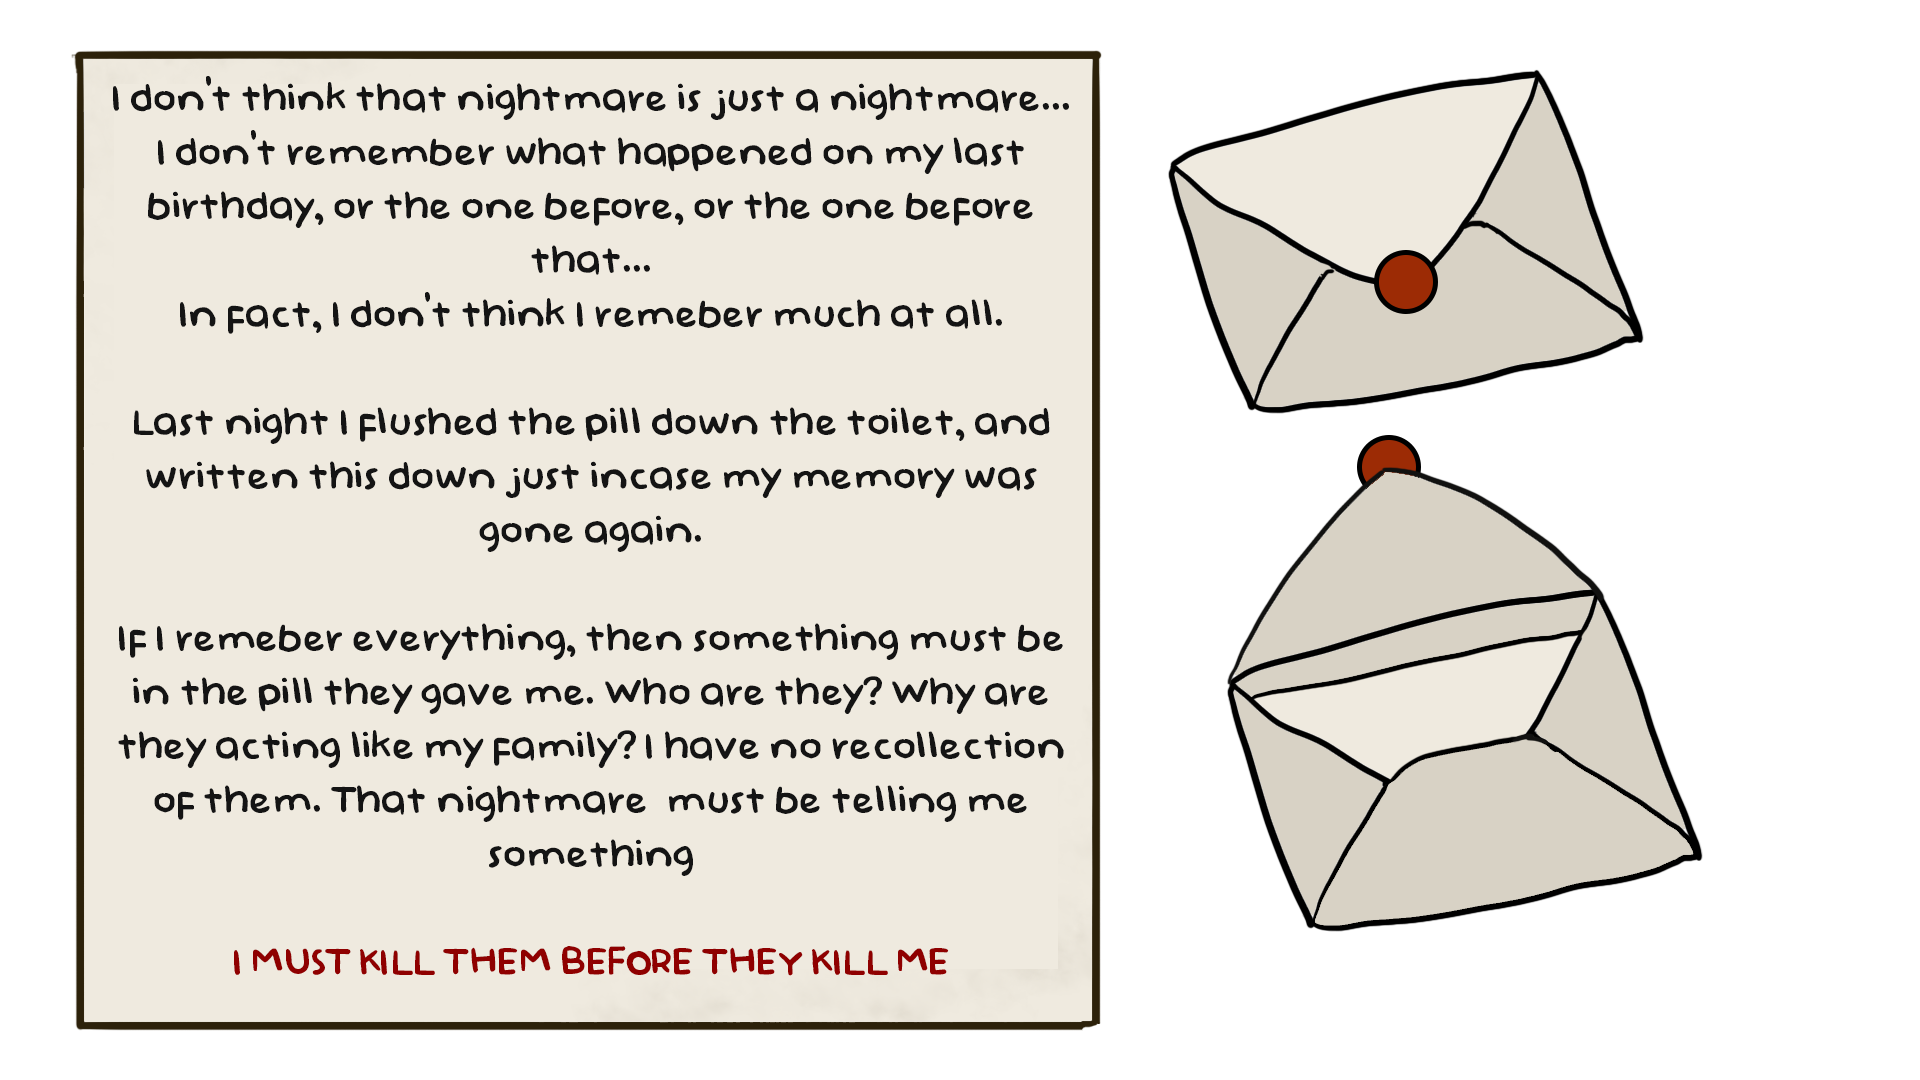 I don't think that nightmare is just a nightmare...
I don't remember what happened on my last
birthday, or the one before, or the one before
that...
In fact, I don't think I remeber much at all.
Last night I flushed the pill down the toilet, and
written this down just incase my memory was
gone again.
If I remeber everything, then something must be
in the pill they gave me. Who are they? Why are
they acting like my family? I have no recollection
of them. That nightmare  must be telling me
something
I MUST KILL THEM BEFORE THEY KILL ME